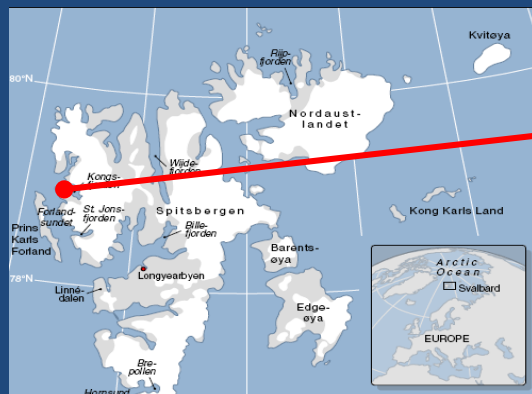 Kvitøya
Rijp-
fjorden
80°N
Nordaust-
landet
Wijde-
fjorden
Kongs-
Forland-
sundet
St. Jons-
fjorden
Spitsbergen
Kong Karls Land
Prins
Karls
Forland
Bille-
fjorden
Barents-
øya
Longyearbyen
78°N
Linné-
dalen
Edge-
øya
Bre-
pollen
Hornsund
Arctic
Ocean
Svalbard
EUROPE